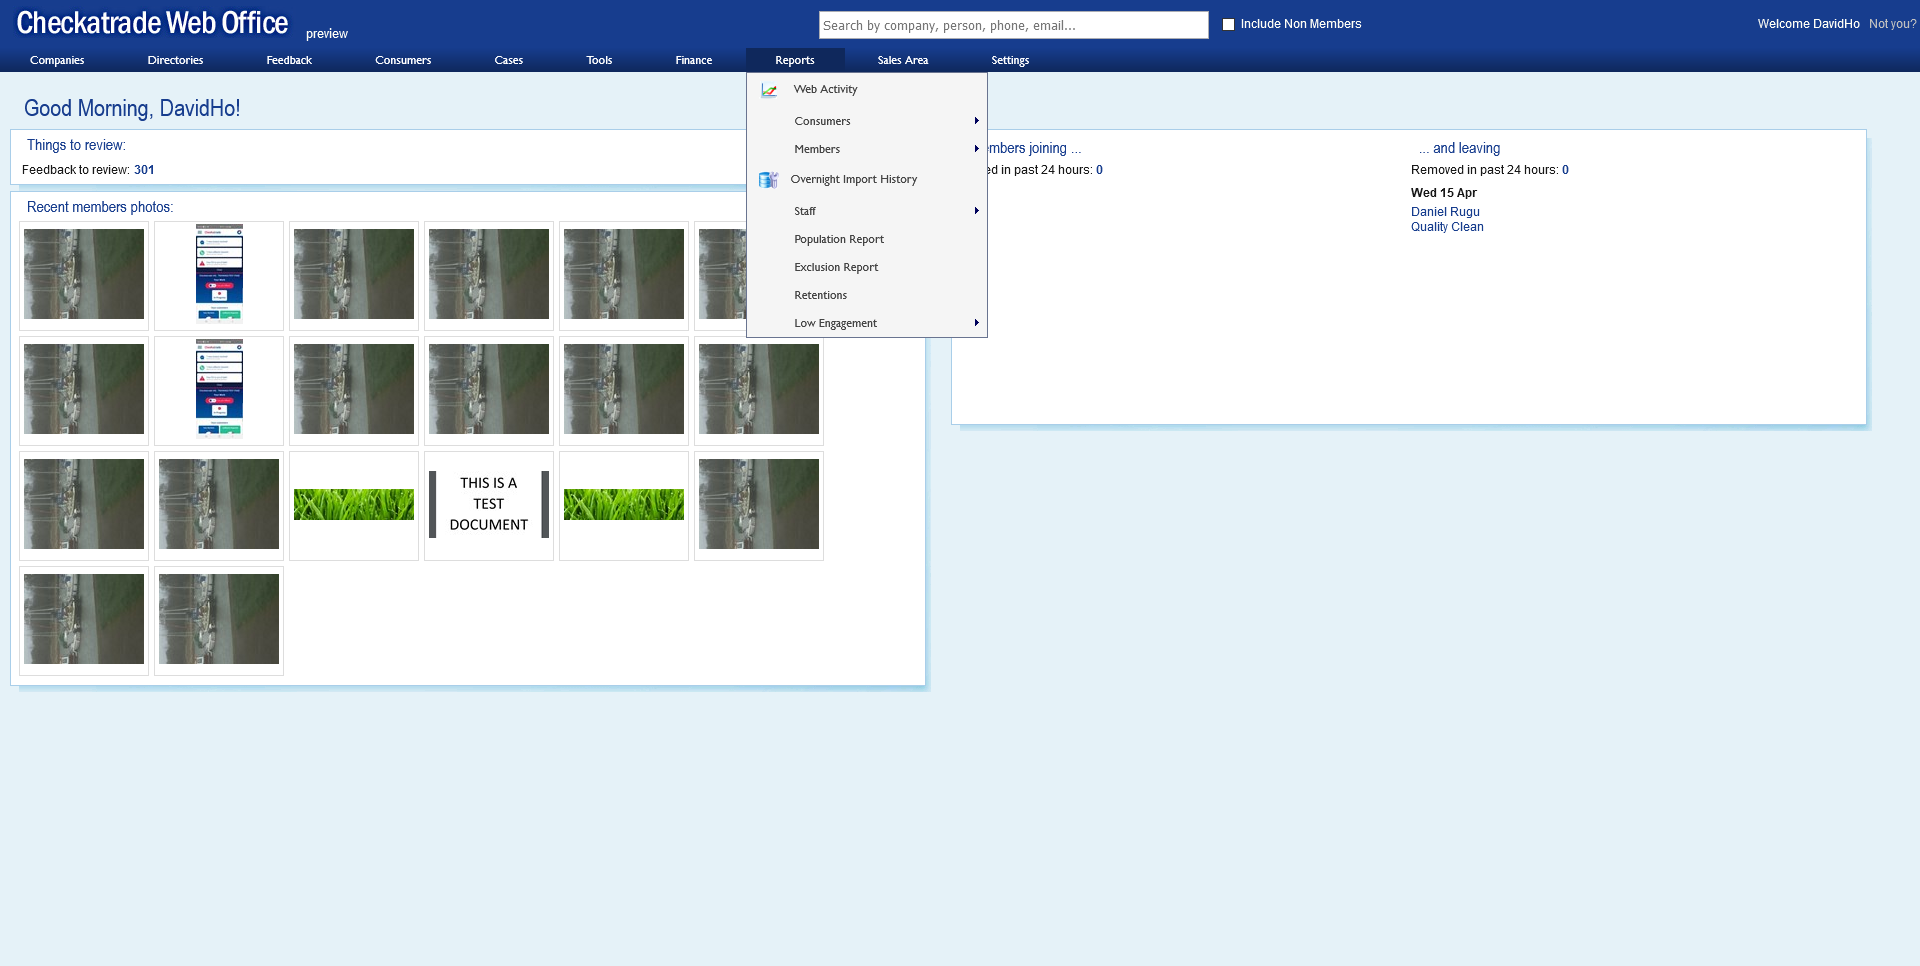 Checkatrade Web Office
preview
Search by company, person, phone, email...
Include Non Members
Welcome DavidHo Not you?
Companies
Directories
Feedback
Consumers
Cases
Tools
Finance
Reports
Sales Area
Settings
Web Activity
Consumers
Members
Overnight Import History
Staff
Population Report
Exclusion Report
Retentions
Low Engagement
Good Morning, DavidHo!
Things to review:
Feedback to review: 301
Recent members photos:
THIS IS A
TEST
DOCUMENT
joining ...
in past 24 hours: 0
... and leaving
Removed in past 24 hours: 0
Wed 15 Apr
Daniel Rugu
Quality Clean